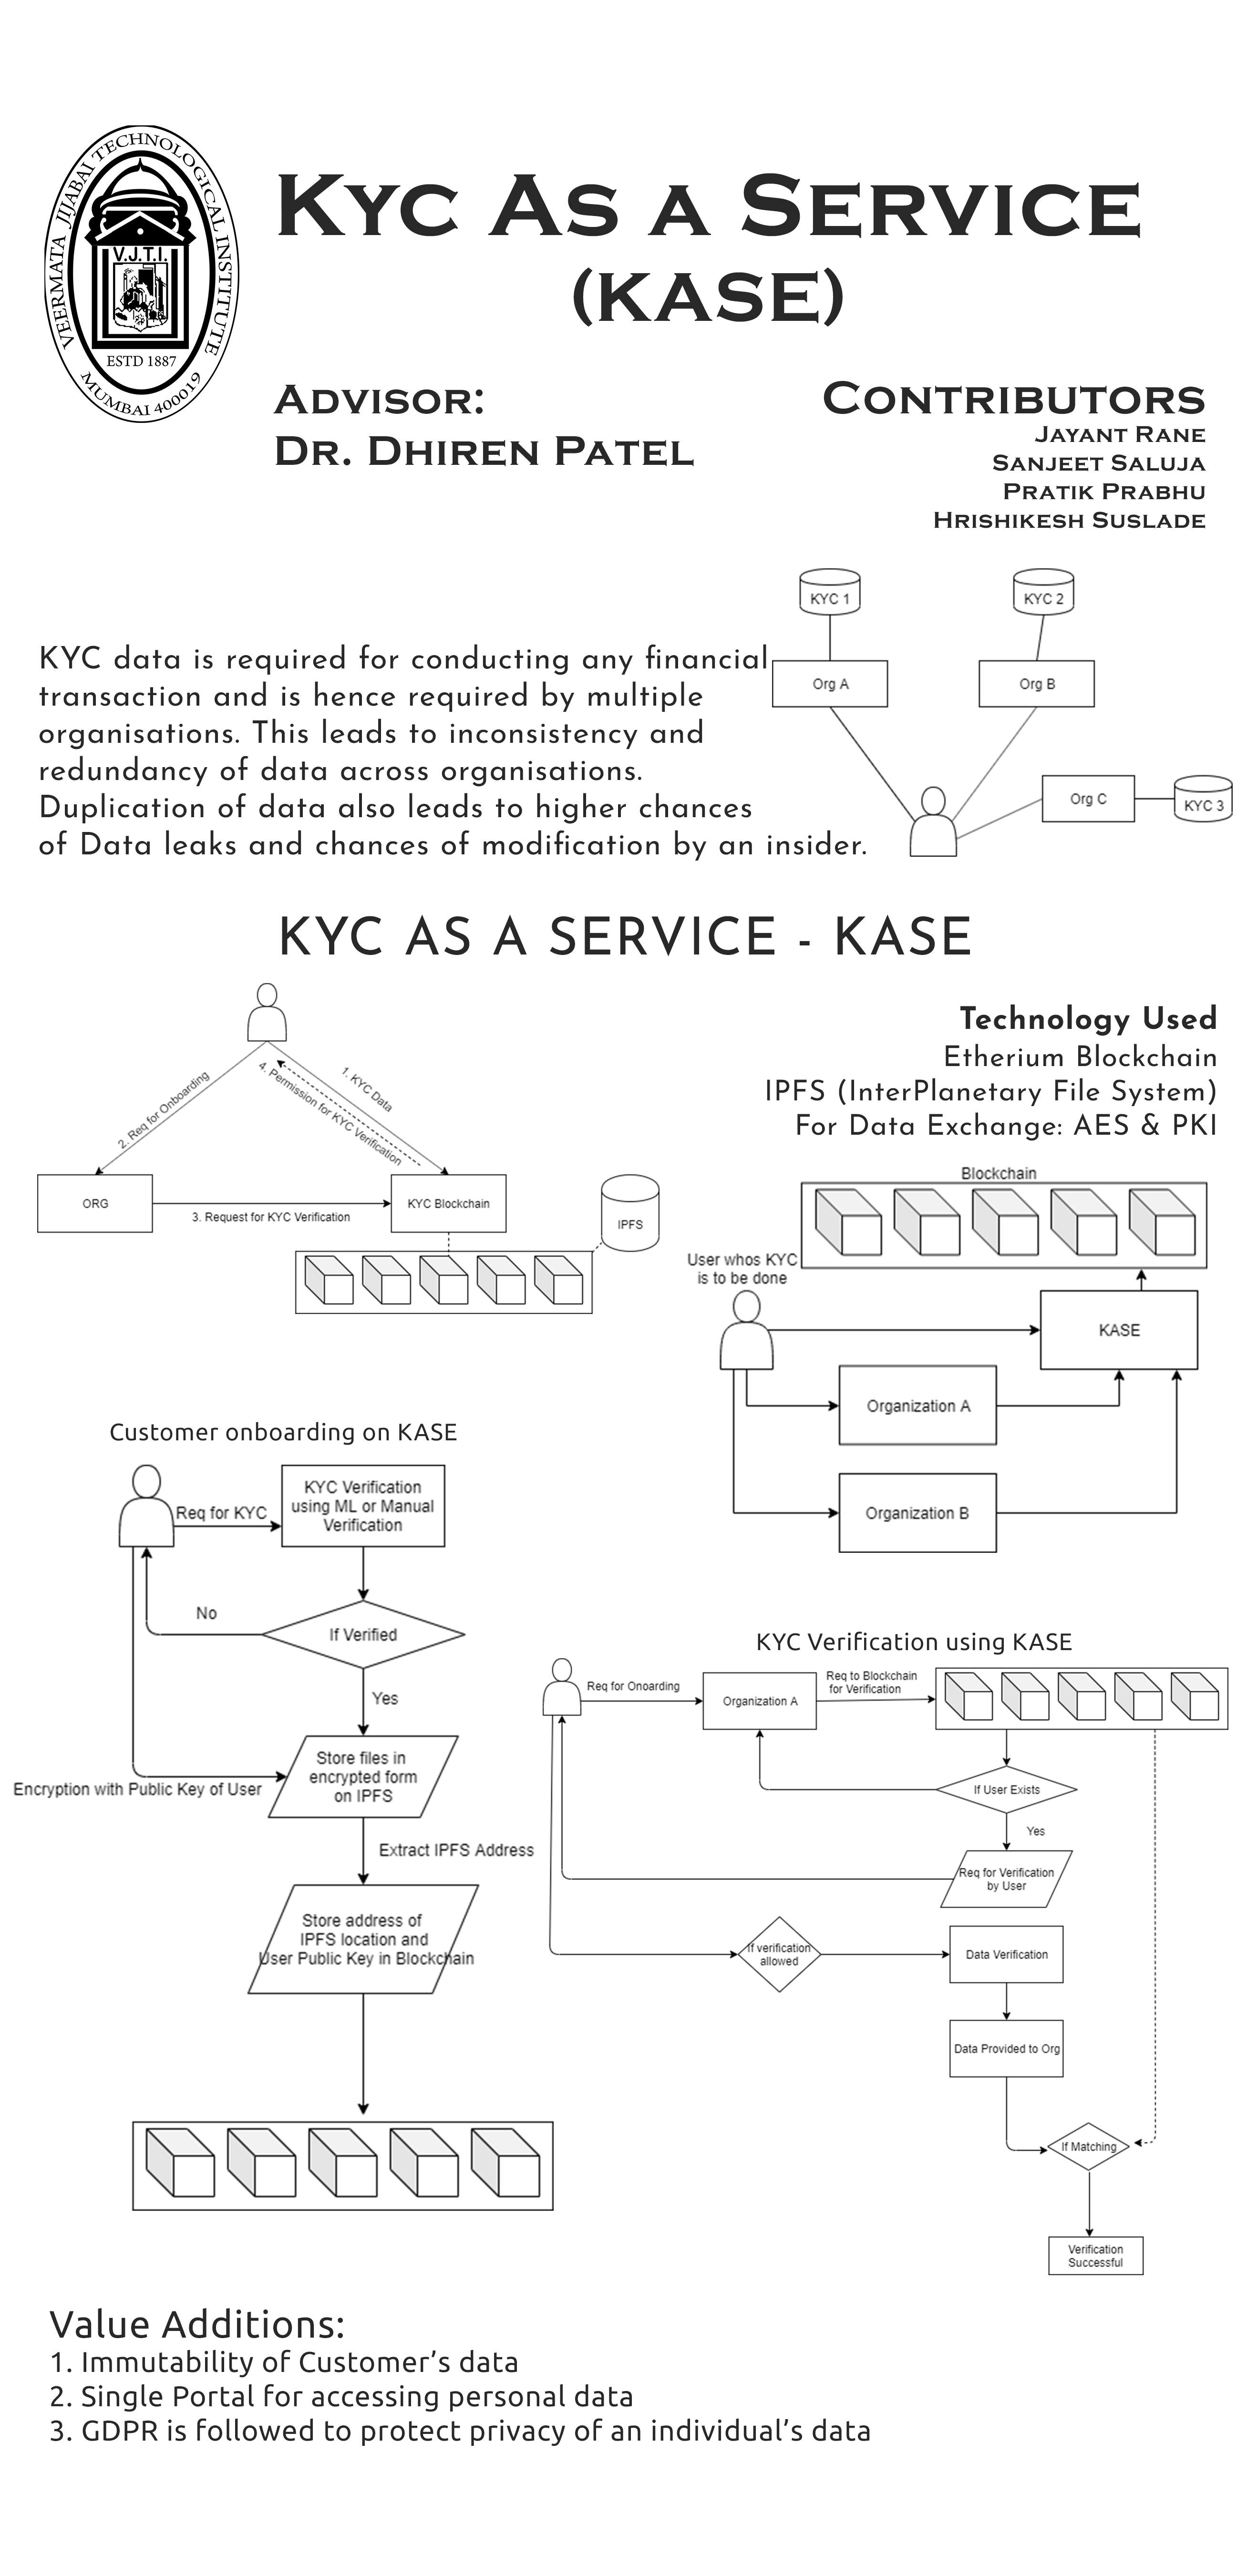 VEERMATA JIJABAI TECHNOLOGICAL INSTITUTE
V.J.T.I.
ESTD 1887
MUMBAI 400019
KYC AS A SERVICE
(KASE)
ADVISOR:
DR. DHIREN PATEL
CONTRIBUTORS
JAYANT RANE
SANJEET SALUJA
PRATIK PRABHU
HRISHIKESH SUSLADE
KYC data is required for conducting any financial
transaction and is hence required by multiple
organisations. This leads to inconsistency and
redundancy of data across organisations.
Duplication of data also leads to higher chances
of Data leaks and chances of modification by an insider.
KYC 1
KYC 2
Org A
Org B
Org C
KYC 3
KYC AS A SERVICE - KASE
1. KYC Data
4. Permission for KYC Verification
2. Req for Onboarding
ORG
3. Request for KYC Verification
KYC Blockchain
IPFS
Technology Used
Etherium Blockchain
IPFS (InterPlanetary File System)
For Data Exchange: AES & PKI
Blockchain
User whos KYC
is to be done
KASE
Organization A
Organization B
Customer onboarding on KASE
Req for KYC
KYC Verification
using ML or Manual
Verification
No
If Verified
Yes
Store files in
encrypted form
on IPFS
Encryption with Public Key of User
Extract IPFS Address
Store address of
IPFS location and
User Public Key in Blockchain
KYC Verification using KASE
Req for Onoarding
Organization A
Req to Blockchain
for Verification
If User Exists
Yes
Req for Verification
by User
If verification
allowed
Data Verification
Data Provided to Org
If Matching
Verification
Successful
Value Additions:
1. Immutability of Customer’s data
2. Single Portal for accessing personal data
3. GDPR is followed to protect privacy of an individual’s data